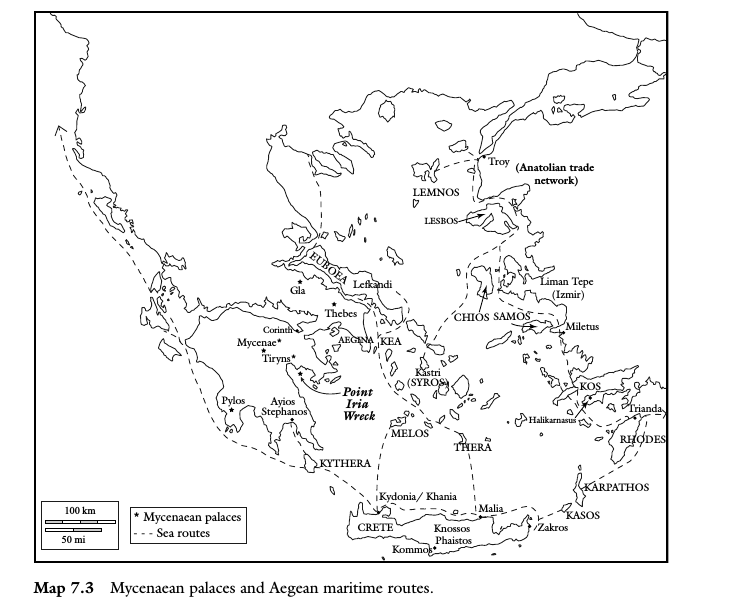 Troy
(Anatolian trade
network)
LEMNOS
LESBOS
EUBOEA
Lefkandi
Gla
Liman Tepe
(Izmir)
Thebes
CHIOS SAMOS
Miletus
Corinth
Mycenae*
AEGINA
KEA
Tiryns
Kastri
(SYROS)
KOS
Point
Iria
Wreck
Pylos
Ayios
Stephanos
Halikarnasus
Trianda
MELOS
THERA
RHODES
KYTHERA
KARPATHOS
Kydonia/ Khania
Malia
KASOS
CRETE
Knossos
Zakros
Phaistos
Kommos
100 km
50 mi
* Mycenaean palaces
--- Sea routes
Map 7.3 Mycenaean palaces and Aegean maritime routes.